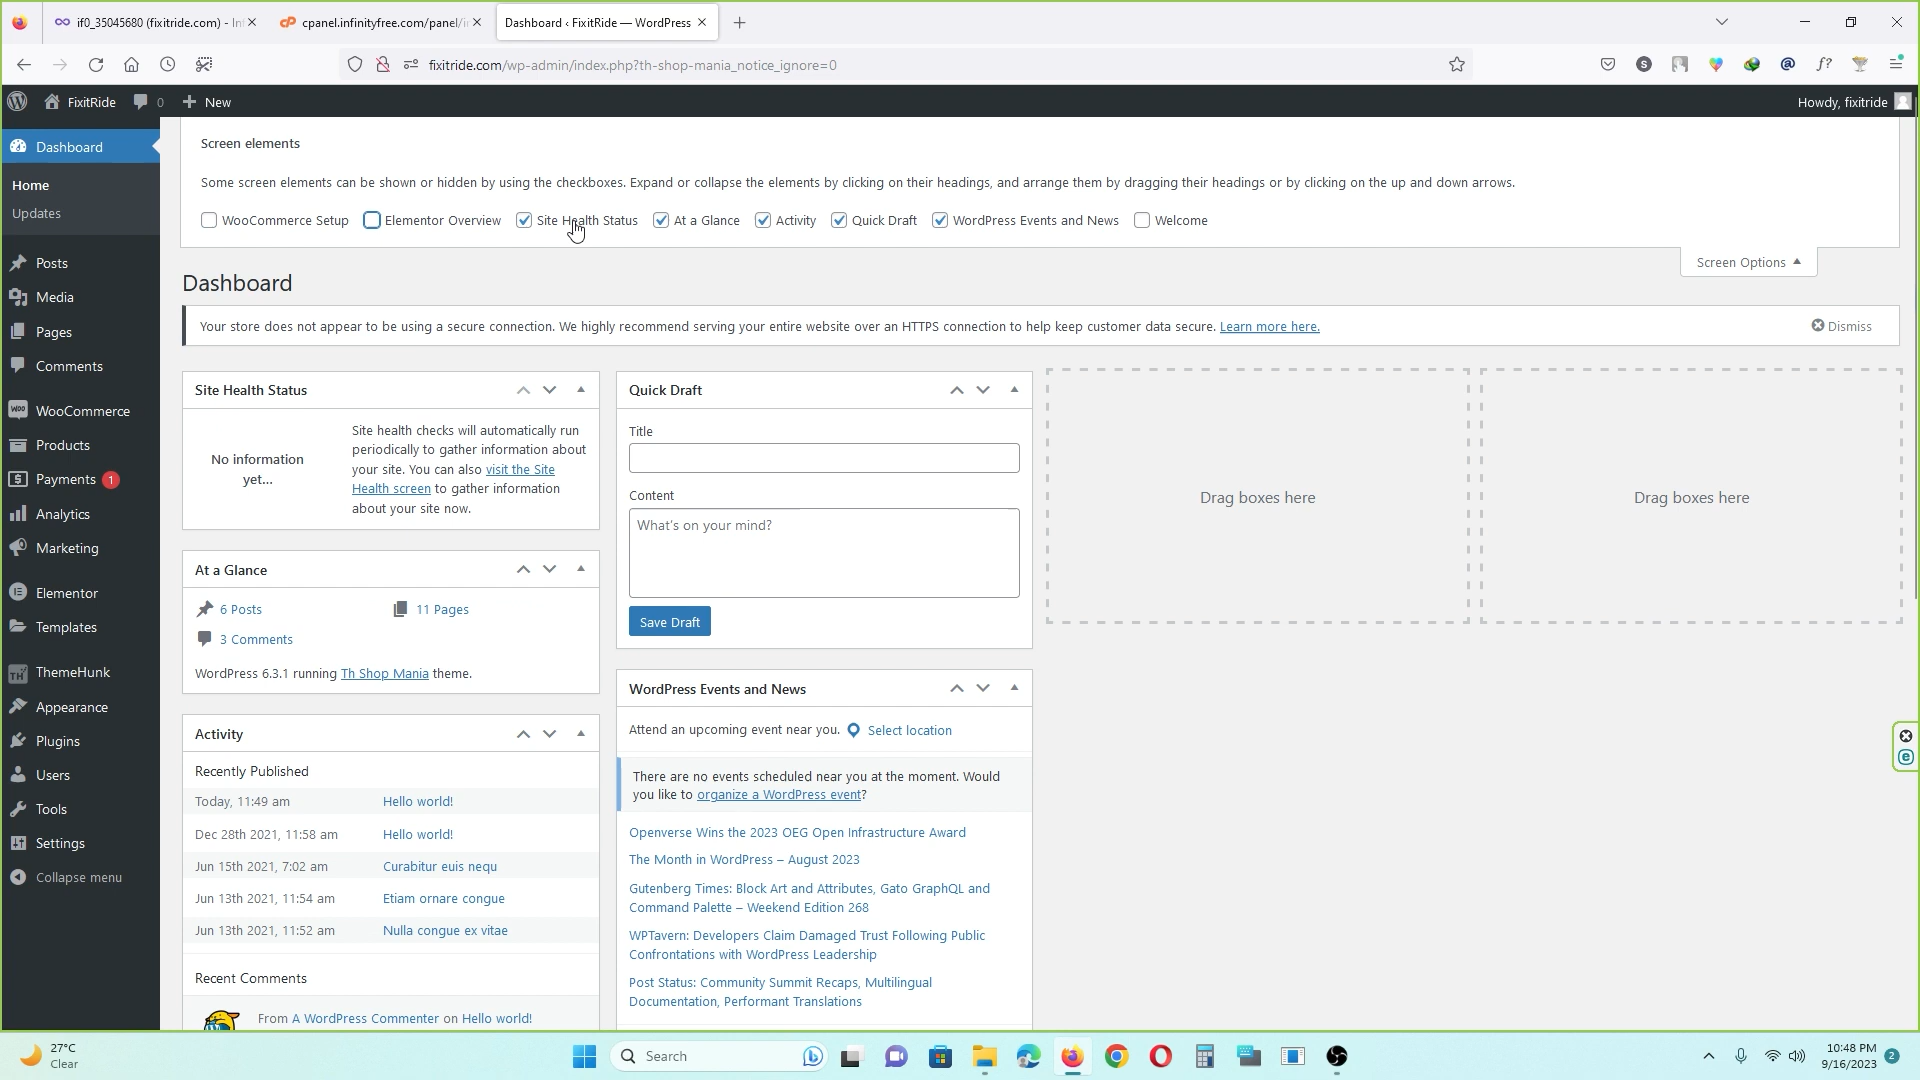 if0_35045680 (fixitride.com) - Inf
cpanel.infinityfree.com/panel/in
Dashboard ‹ FixitRide — WordPress
fixitride.com/wp-admin/index.php?th-shop-mania_notice_ignore=0
FixitRide
0
New
Howdy, fixitride
Dashboard
Home
Updates
Posts
Media
Pages
Comments
WooCommerce
Products
Payments 1
Analytics
Marketing
Elementor
Templates
ThemeHunk
Appearance
Plugins
Users
Tools
Settings
Collapse menu
Screen elements
Some screen elements can be shown or hidden by using the checkboxes. Expand or collapse the elements by clicking on their headings, and arrange them by dragging their headings or by clicking on the up and down arrows.
WooCommerce Setup Elementor Overview Site Health Status At a Glance Activity Quick Draft WordPress Events and News Welcome
Screen Options
Dashboard
Your store does not appear to be using a secure connection. We highly recommend serving your entire website over an HTTPS connection to help keep customer data secure. Learn more here.
Dismiss
Site Health Status
No information
yet...
Site health checks will automatically run
periodically to gather information about
your site. You can also visit the Site
Health screen to gather information
about your site now.
At a Glance
6 Posts
11 Pages
3 Comments
WordPress 6.3.1 running Th Shop Mania theme.
Activity
Recently Published
Today, 11:49 am Hello world!
Dec 28th 2021, 11:58 am Hello world!
Jun 15th 2021, 7:02 am Curabitur euis nequ
Jun 13th 2021, 11:54 am Etiam ornare congue
Jun 13th 2021, 11:52 am Nulla congue ex vitae
Recent Comments
From A WordPress Commenter on Hello world!
Quick Draft
Title
Content
What's on your mind?
Save Draft
WordPress Events and News
Attend an upcoming event near you. Select location
There are no events scheduled near you at the moment. Would
you like to organize a WordPress event?
Openverse Wins the 2023 OEG Open Infrastructure Award
The Month in WordPress – August 2023
Gutenberg Times: Block Art and Attributes, Gato GraphQL and
Command Palette – Weekend Edition 268
WPTavern: Developers Claim Damaged Trust Following Public
Confrontations with WordPress Leadership
Post Status: Community Summit Recaps, Multilingual
Documentation, Performant Translations
Drag boxes here
Drag boxes here
27°C
Clear
Search
10:48 PM
9/16/2023
2